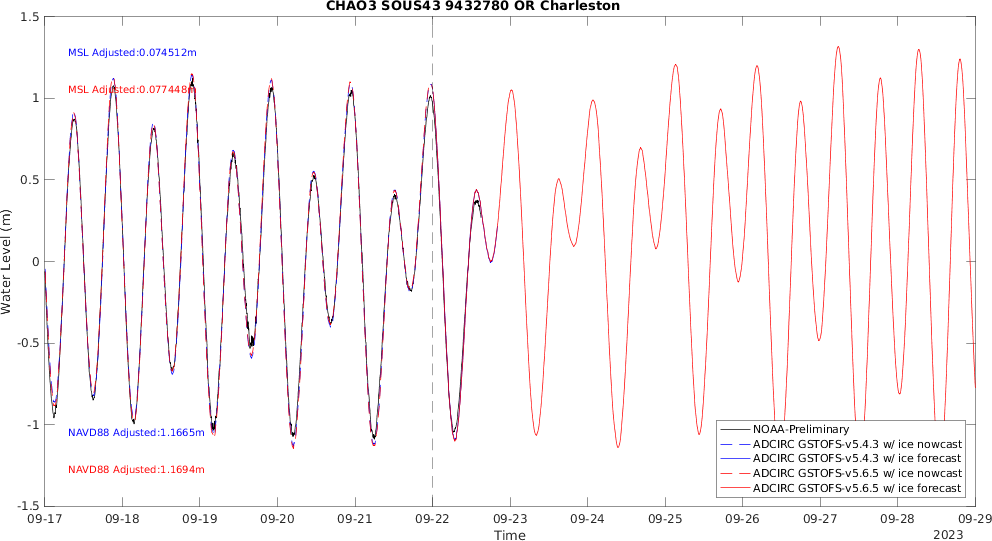 CHAO3 SOUS43 9432780 OR Charleston
1.5
MSL Adjusted:0.074512m
MSL Adjusted:0.077448m
1
0.5
Water Level (m)
0
-0.5
-1
NAVD88 Adjusted:1.1665m
NAVD88 Adjusted:1.1694m
-1.5
NOAA-Preliminary
ADCIRC GSTOFS-v5.4.3 w/ ice nowcast
ADCIRC GSTOFS-v5.4.3 w/ ice forecast
ADCIRC GSTOFS-v5.6.5 w/ ice nowcast
ADCIRC GSTOFS-v5.6.5 w/ ice forecast
09-17 09-18 09-19 09-20 09-21 09-22 09-23 09-24 09-25 09-26 09-27 09-28 09-29
Time
2023